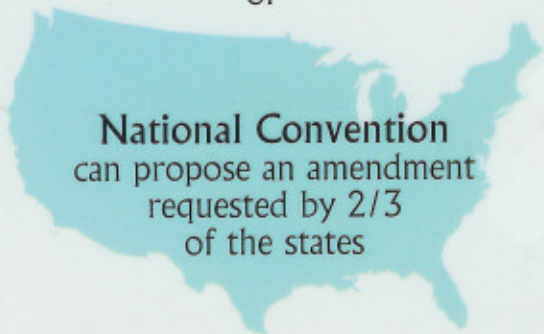 National Convention
can propose an amendment
requested by 2/3
of the states